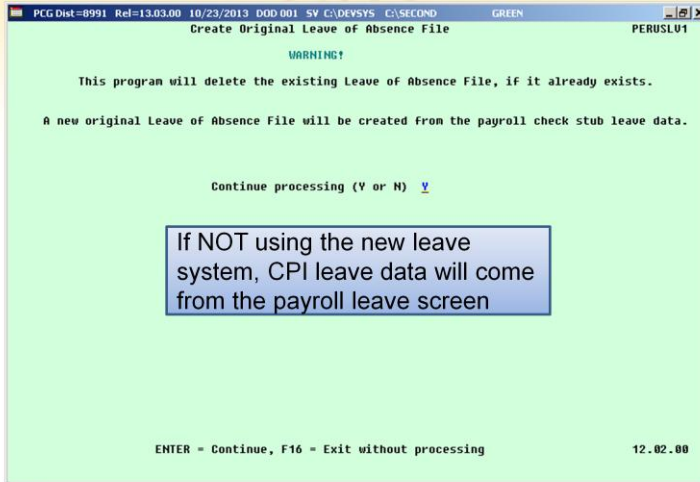 PCG Dist=8991 Rel=13.03.00 10/23/2013 DOD 001 SV C:\DEVSYS C:\SECOND GREEN
Create Original Leave of Absence File PERUSLV1
WARNING!
This program will delete the existing Leave of Absence File, if it already exists.
A new original Leave of Absence File will be created from the payroll check stub leave data.
Continue processing (Y or N) Y
If NOT using the new leave
system, CPI leave data will come
from the payroll leave screen
ENTER = Continue, F16 = Exit without processing 12.02.00